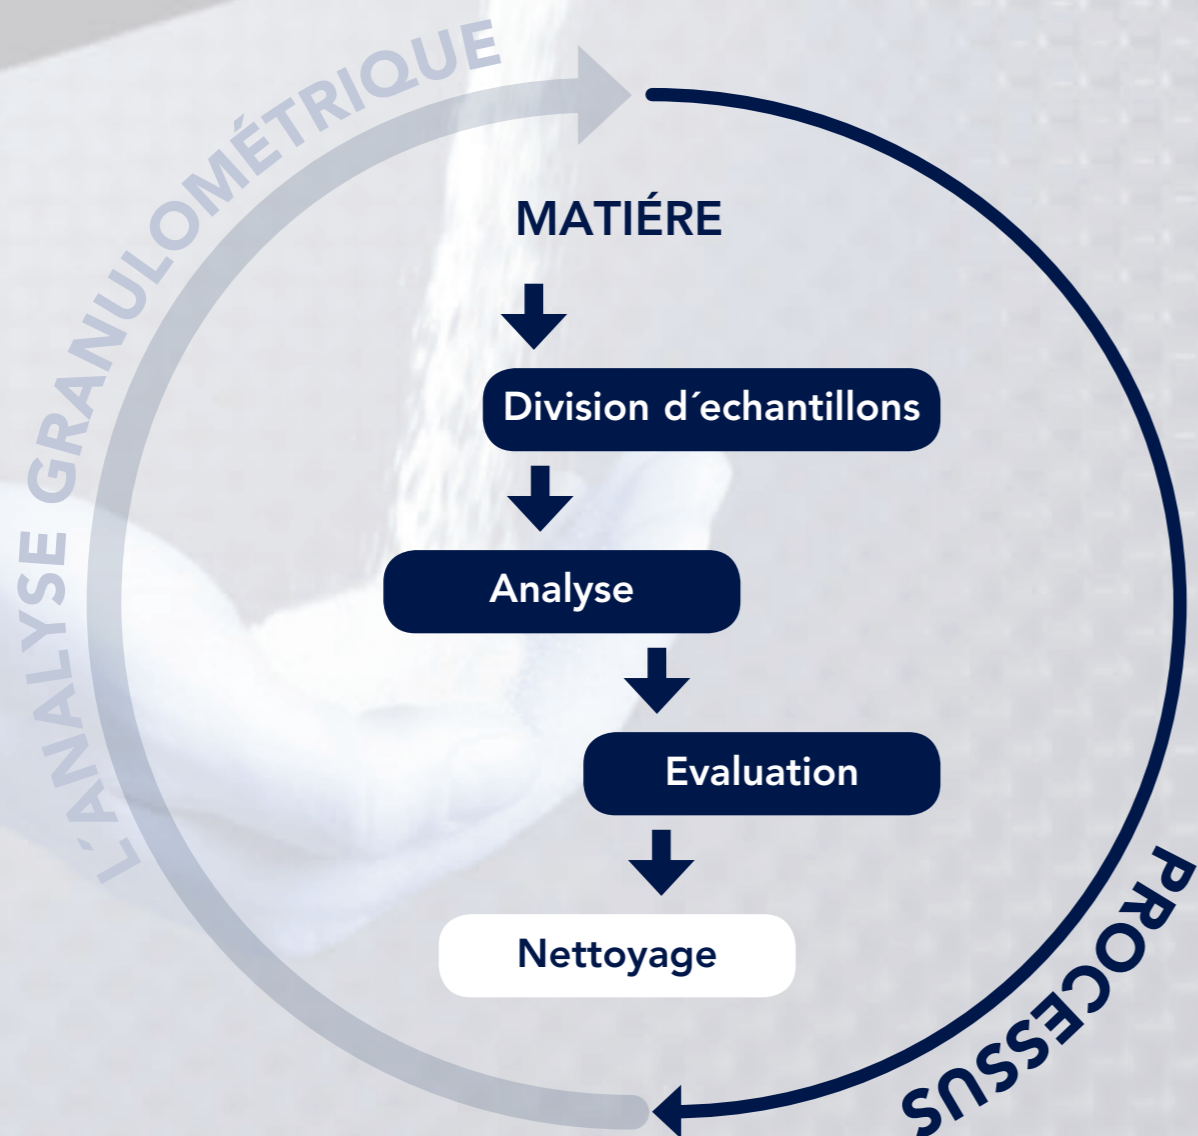 L´ANALYSE GRANULOMÉTRIQUE
MATIÉRE
Division d´echantillons
Analyse
Evaluation
Nettoyage
PROCESSUS